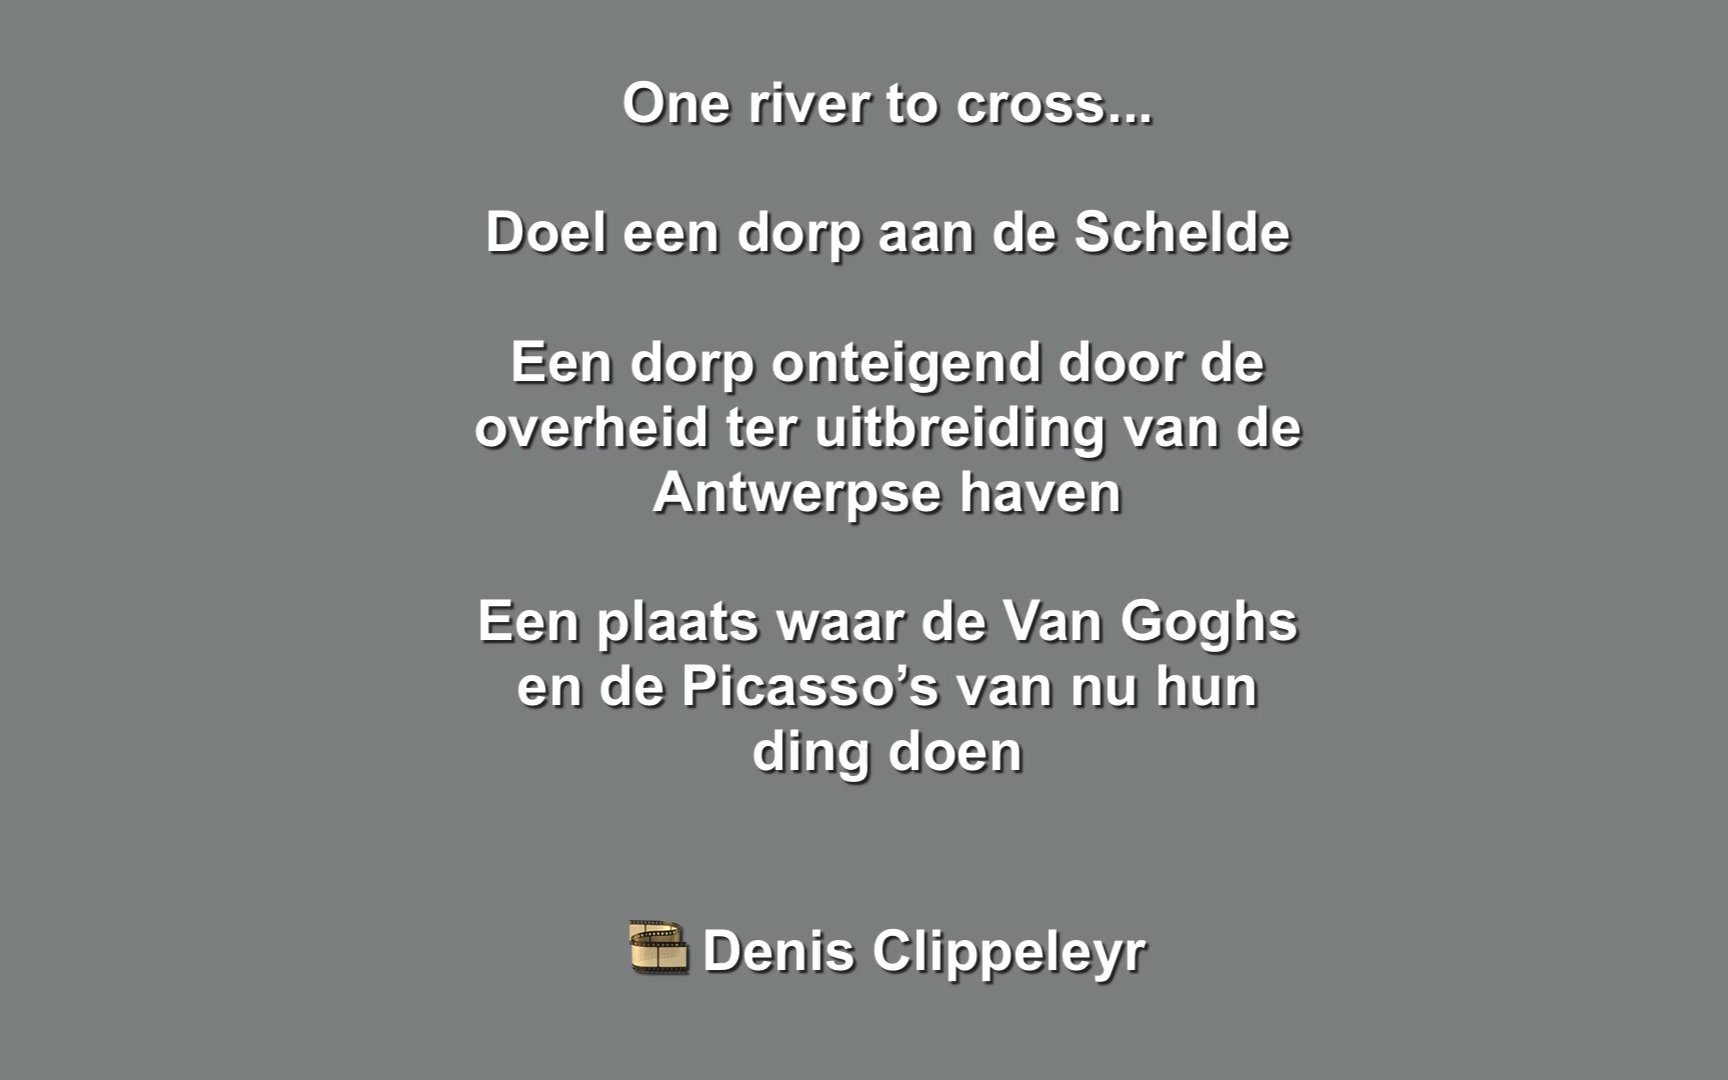 One river to cross...
Doel een dorp aan de Schelde
Een dorp onteigend door de
overheid ter uitbreiding van de
Antwerpse haven
Een plaats waar de Van Goghs
en de Picasso’s van nu hun
ding doen
Denis Clippeleyr